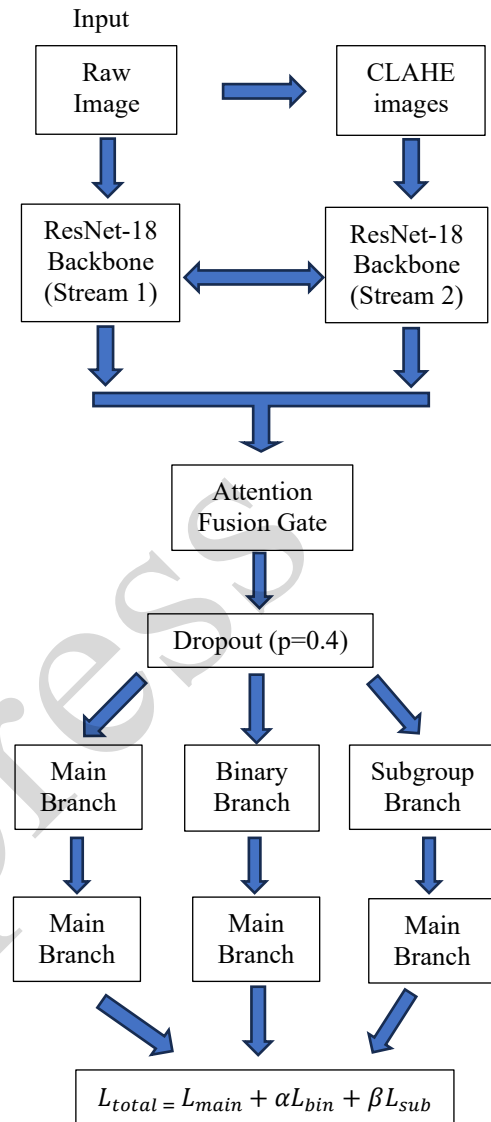 Input
Raw
Image
CLAHE
images
ResNet-18
Backbone
(Stream 1)
ResNet-18
Backbone
(Stream 2)
Attention
Fusion Gate
Dropout (p=0.4)
Main
Branch
Binary
Branch
Subgroup
Branch
Main
Branch
Main
Branch
Main
Branch
L_total = L_main + αL_bin + βL_sub
ress